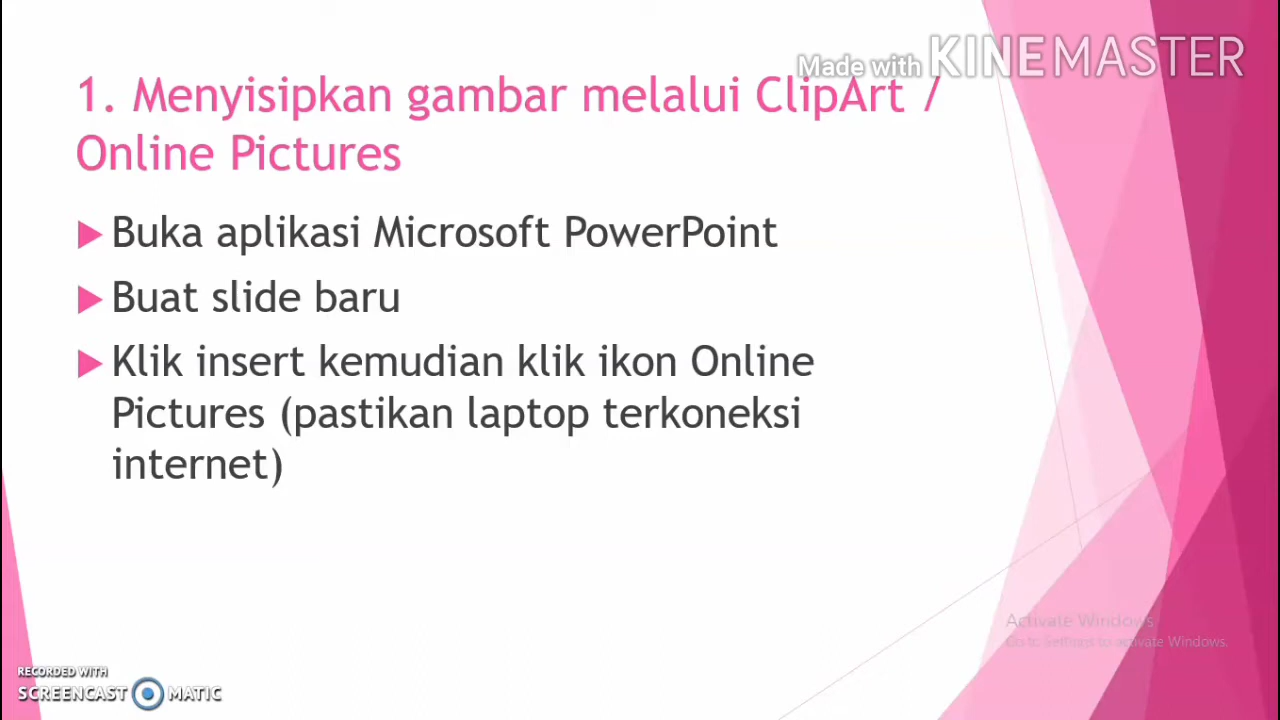 Made with KINEMASTER
1. Menyisipkan gambar melalui ClipArt /
Online Pictures
Buka aplikasi Microsoft PowerPoint
Buat slide baru
Klik insert kemudian klik ikon Online
Pictures (pastikan laptop terkoneksi
internet)
Activate Windows
Go to Settings to activate Windows.
RECORDED WITH
SCREENCAST MATIC